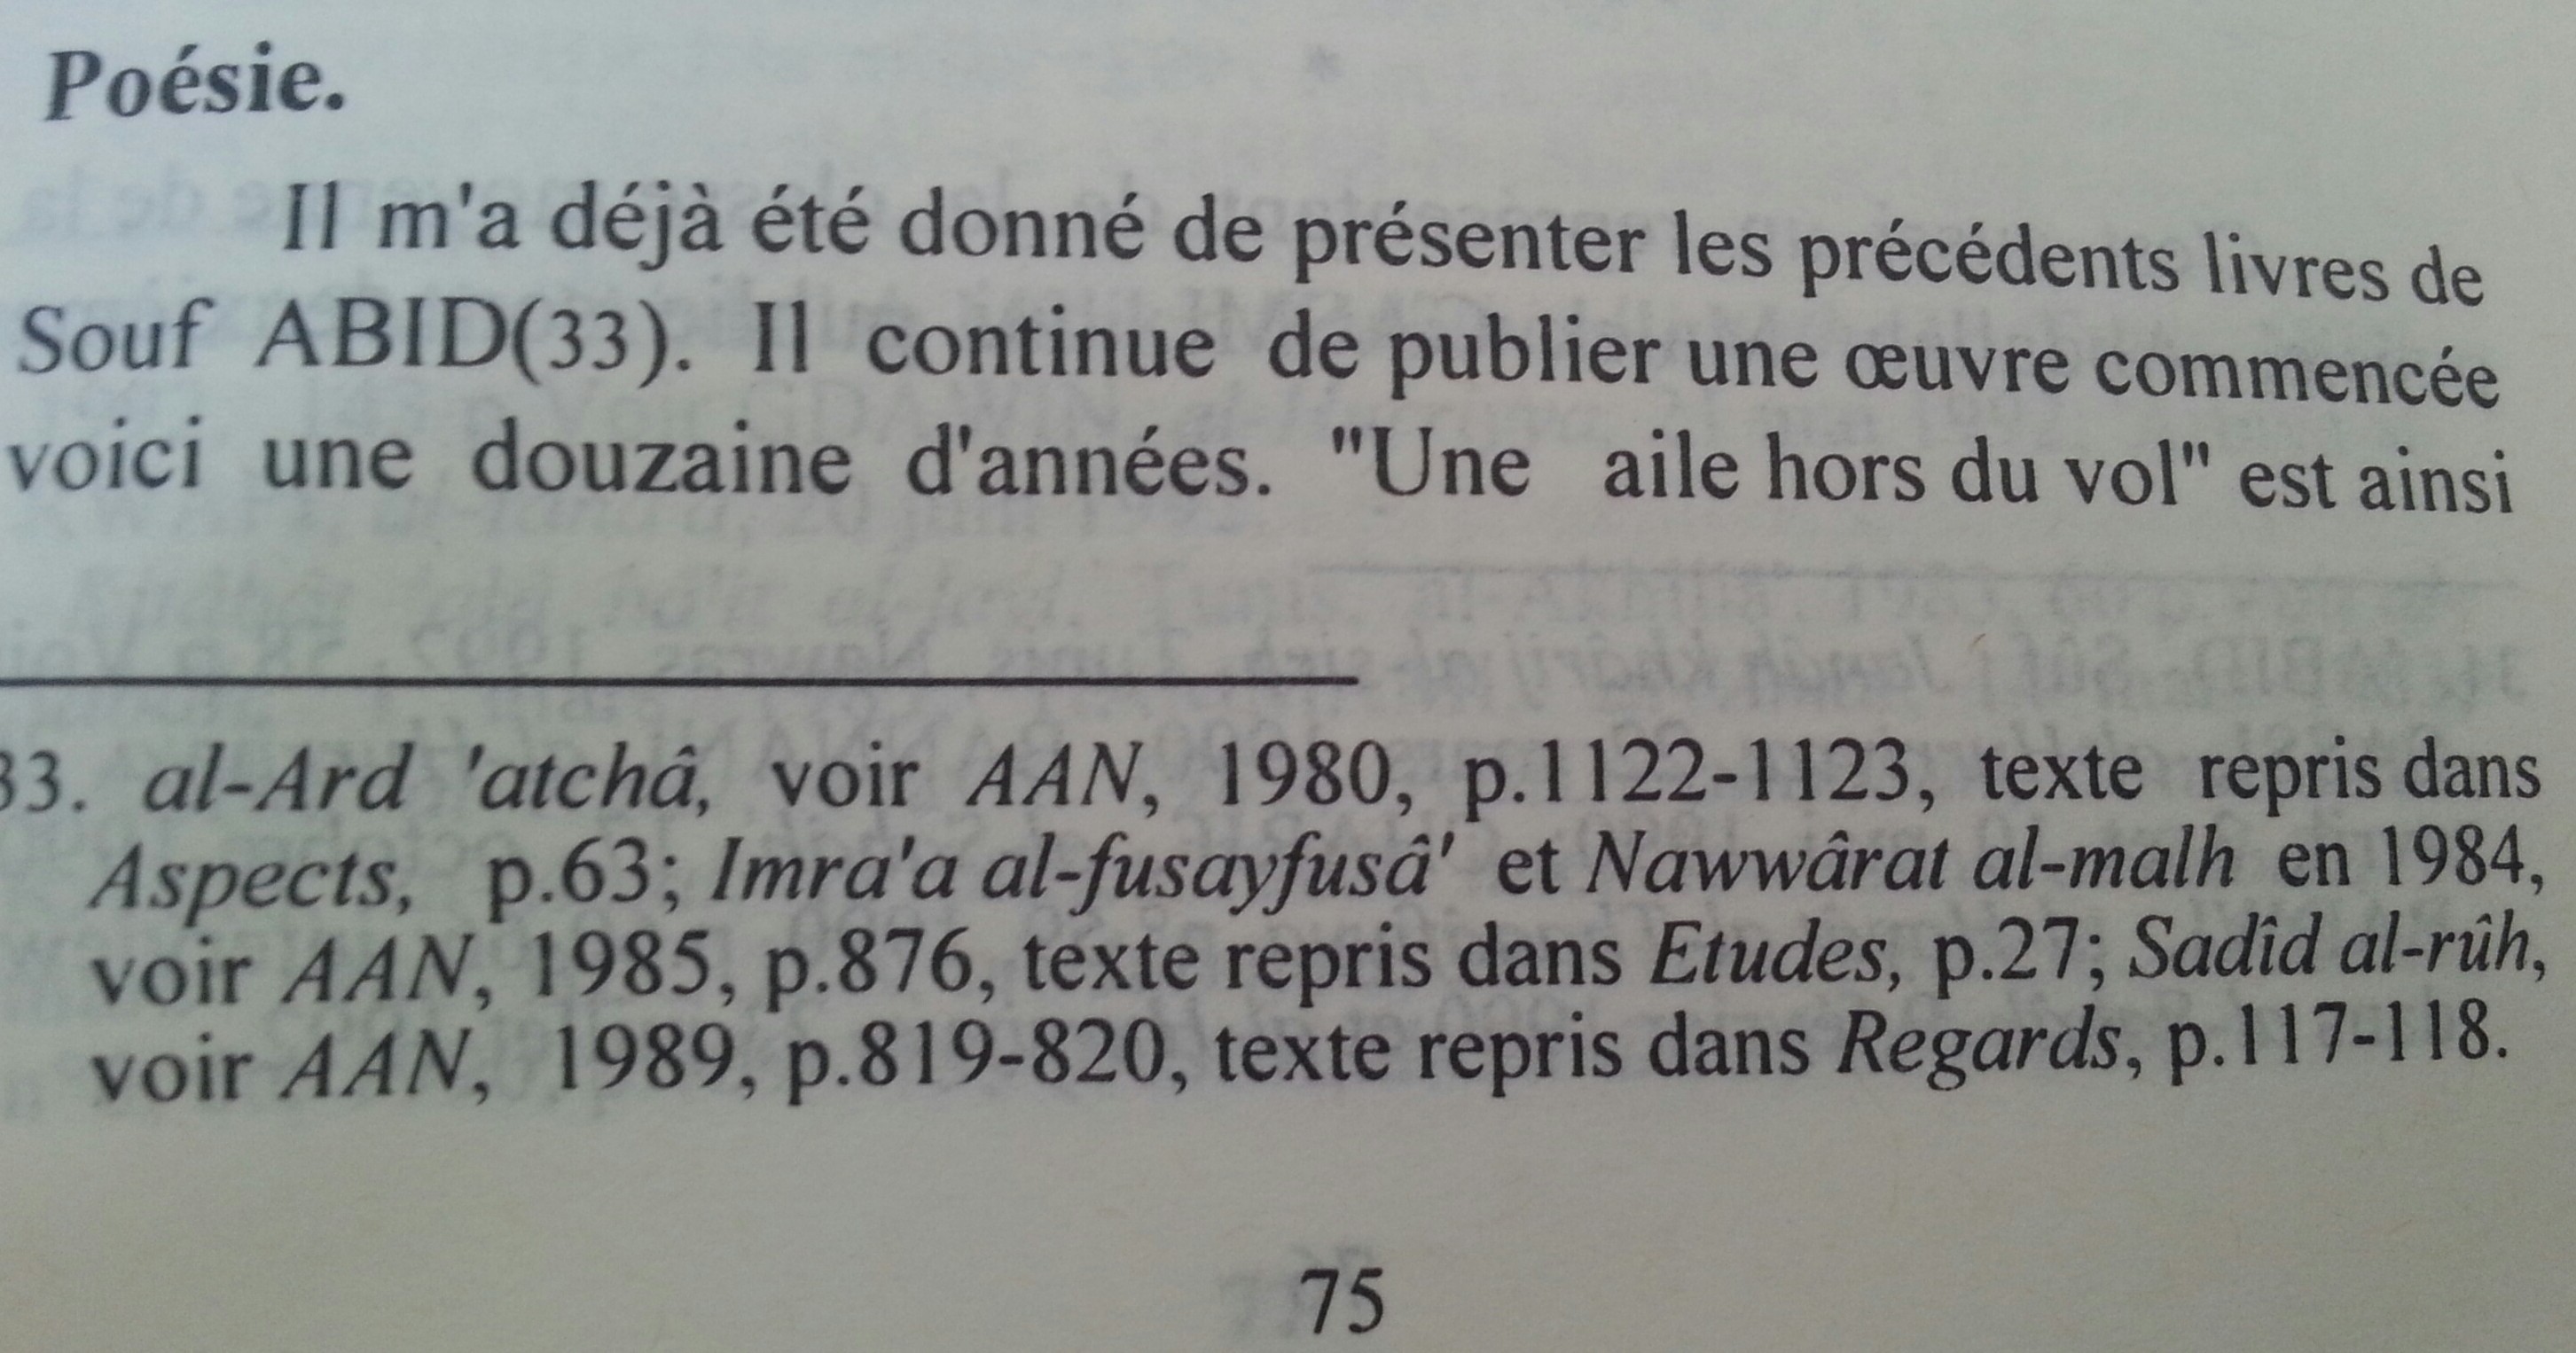 Poésie.
Il m'a déjà été donné de présenter les précédents livres de
Souf ABID(33). Il continue de publier une œuvre commencée
voici une douzaine d'années. "Une aile hors du vol" est ainsi
33. al-Ard 'atchâ, voir AAN, 1980, p.1122-1123, texte repris dans
Aspects, p.63; Imra'a al-fusayfusâ' et Nawwârat al-malh en 1984,
voir AAN, 1985, p.876, texte repris dans Etudes, p.27; Sadîd al-rûh,
voir AAN, 1989, p.819-820, texte repris dans Regards, p.117-118.
75